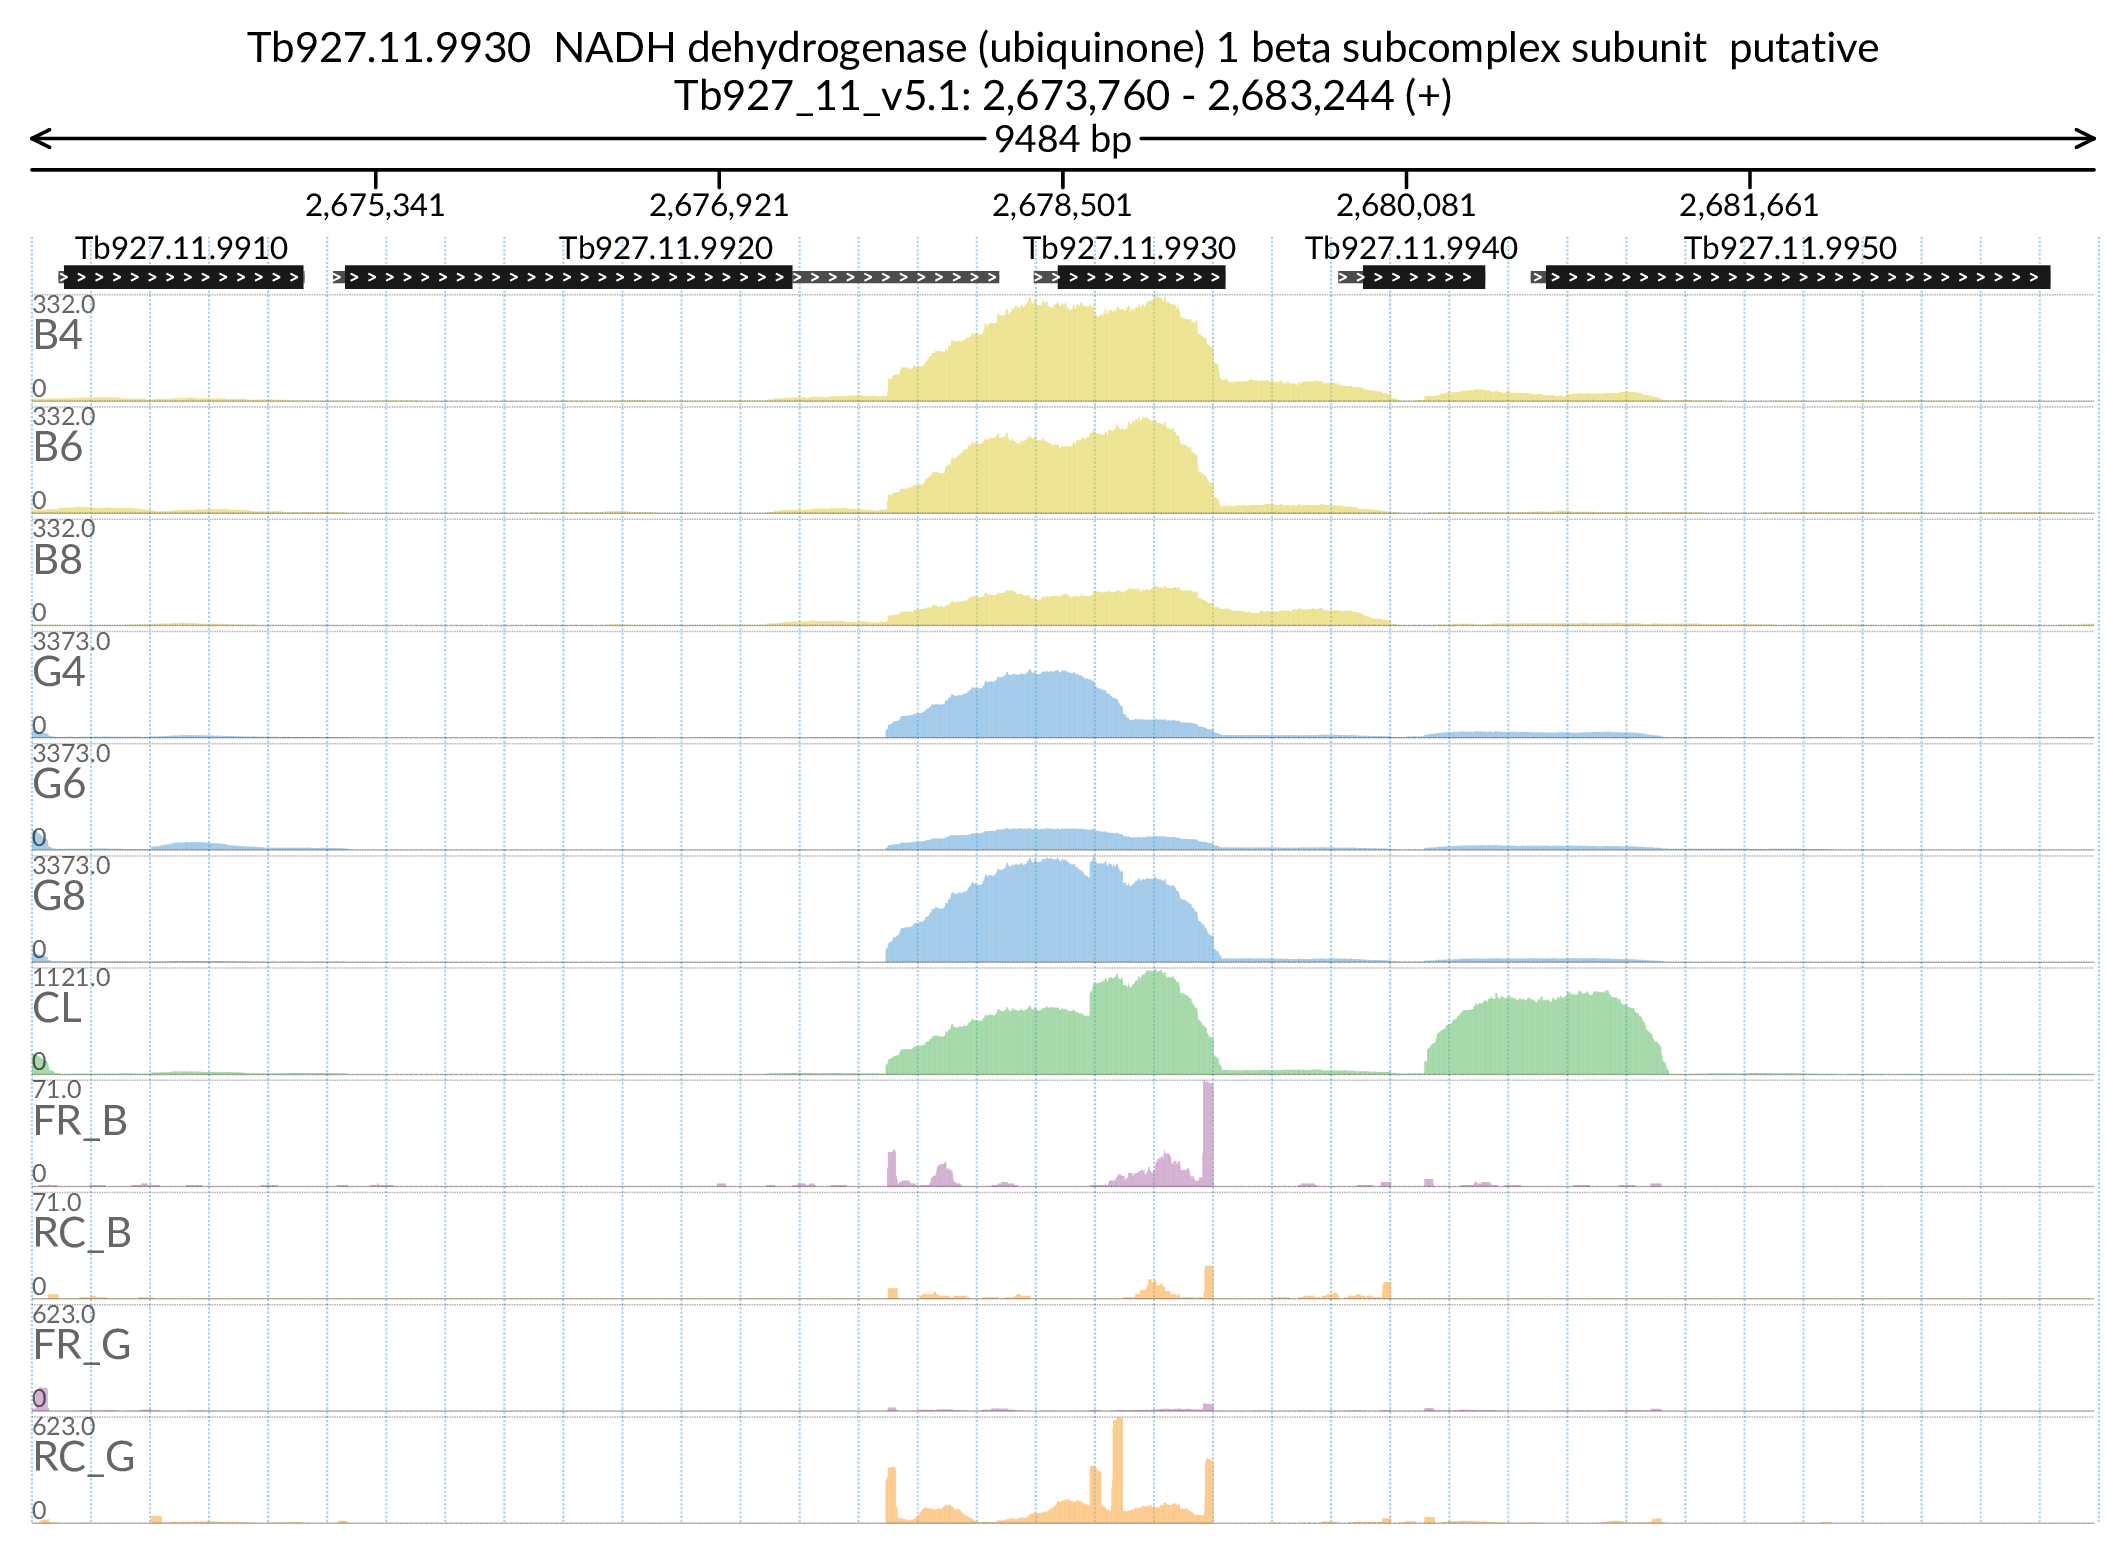 Tb927.11.9930  NADH dehydrogenase (ubiquinone) 1 beta subcomplex subunit  putative
Tb927_11_v5.1: 2,673,760 - 2,683,244 (+)
9484 bp
2,675,341 2,676,921 2,678,501 2,680,081 2,681,661
Tb927.11.9910 Tb927.11.9920 Tb927.11.9930 Tb927.11.9940 Tb927.11.9950
332.0
B4
0
332.0
B6
0
332.0
B8
0
3373.0
G4
0
3373.0
G6
0
3373.0
G8
0
1121.0
CL
0
71.0
FR_B
0
71.0
RC_B
0
623.0
FR_G
0
623.0
RC_G
0